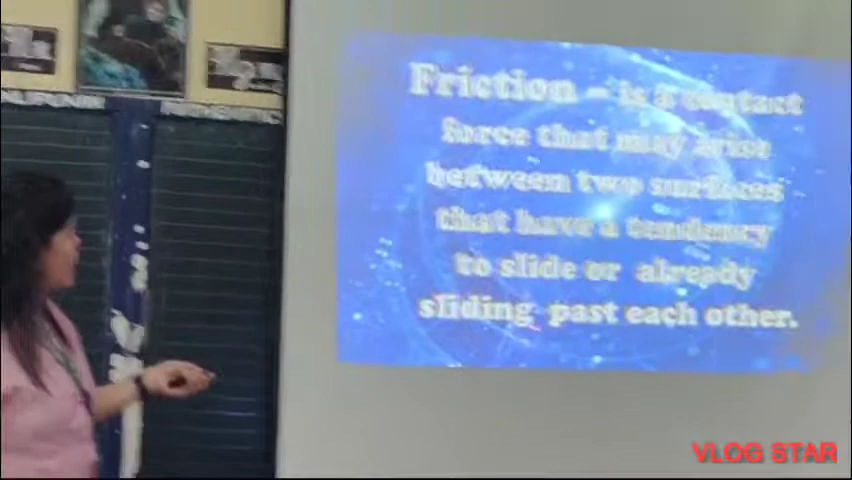 Friction - is a contact
force that may arise
between two surfaces
that have a tendency
to slide or already
sliding past each other.
VLOG STAR